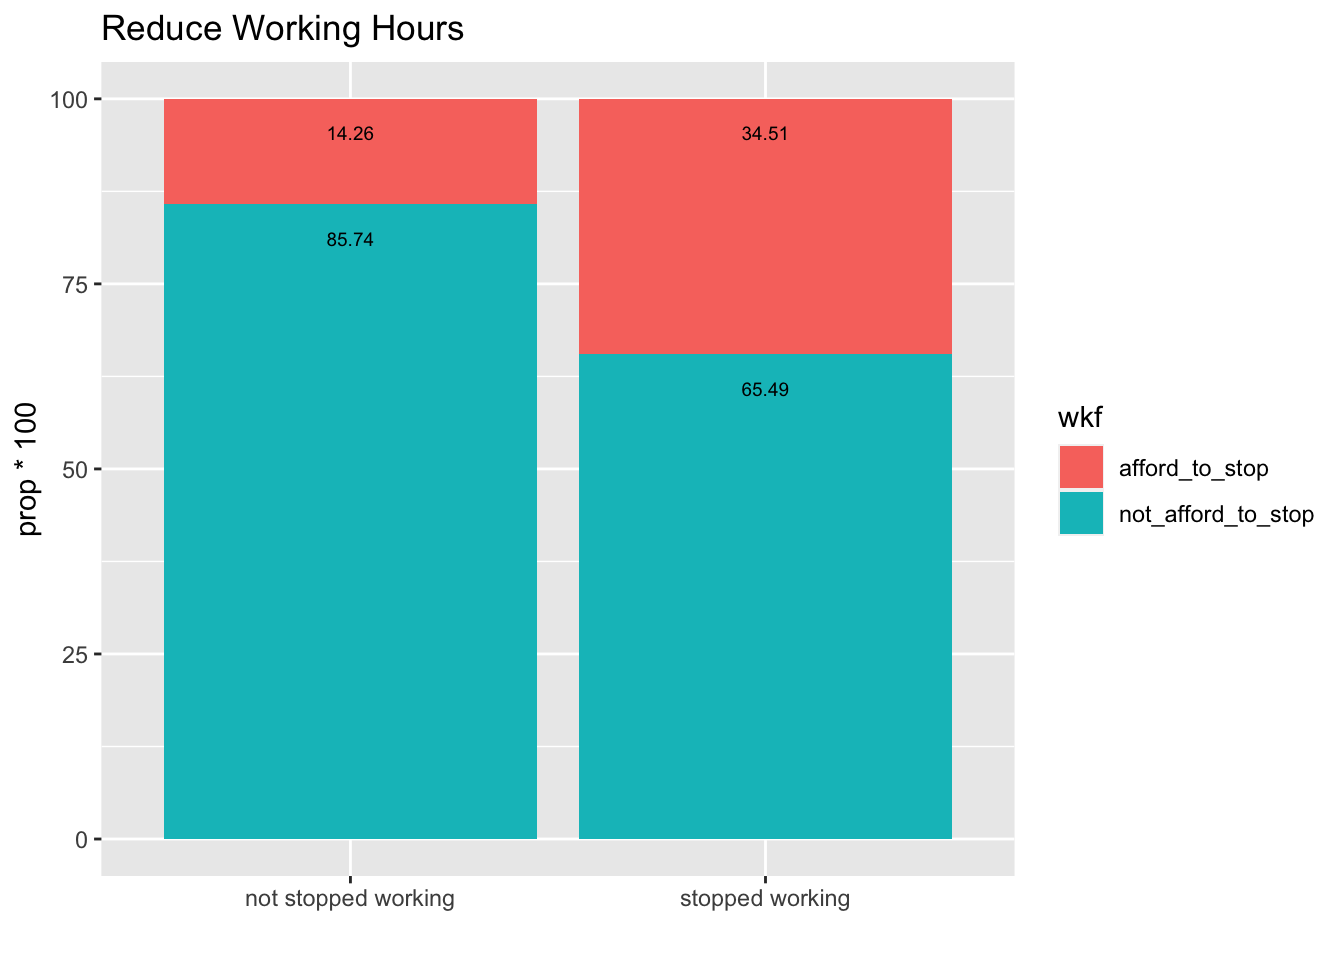 Reduce Working Hours
prop * 100
100
75
50
25
0
14.26
85.74
34.51
65.49
not stopped working
stopped working
wkf
afford_to_stop
not_afford_to_stop